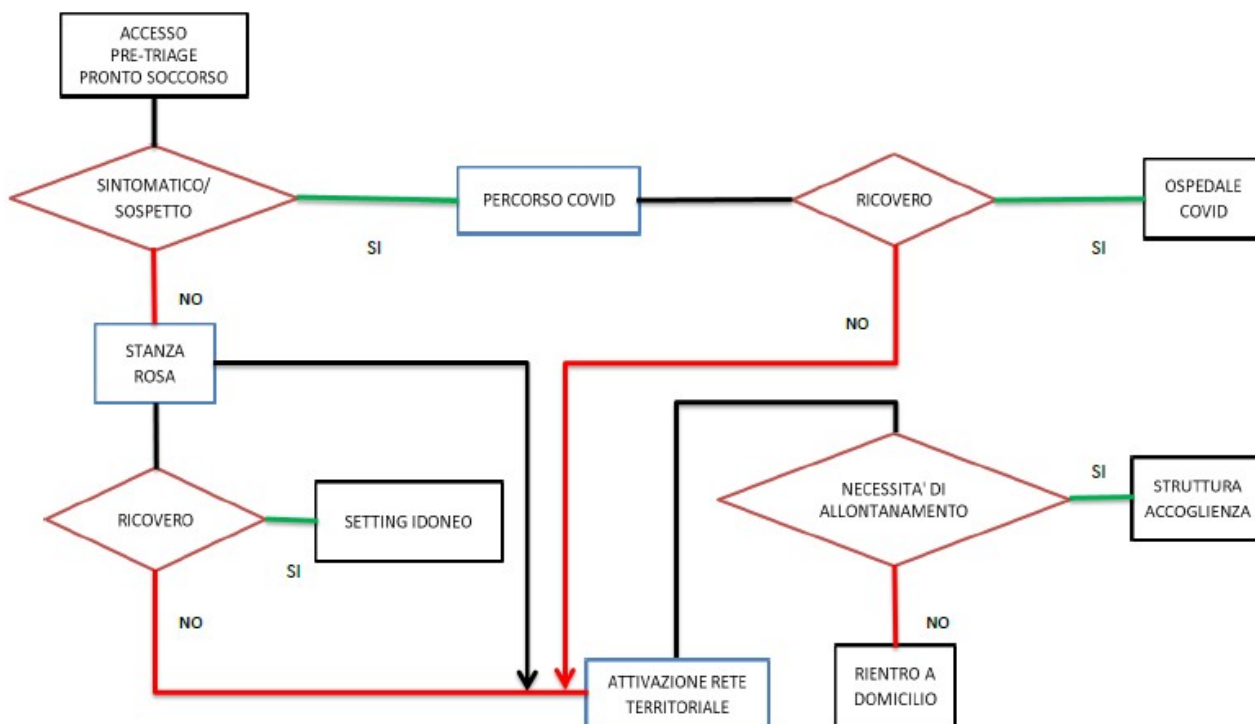 ACCESSO
PRE-TRIAGE
PRONTO SOCCORSO
SINTOMATICO/
SOSPETTO
SI
PERCORSO COVID
RICOVERO
SI
OSPEDALE
COVID
NO
NO
STANZA
ROSA
RICOVERO
SI
SETTING IDONEO
NO
NECESSITA' DI
ALLONTANAMENTO
SI
STRUTTURA
ACCOGLIENZA
NO
ATTIVAZIONE RETE
TERRITORIALE
RIENTRO A
DOMICILIO